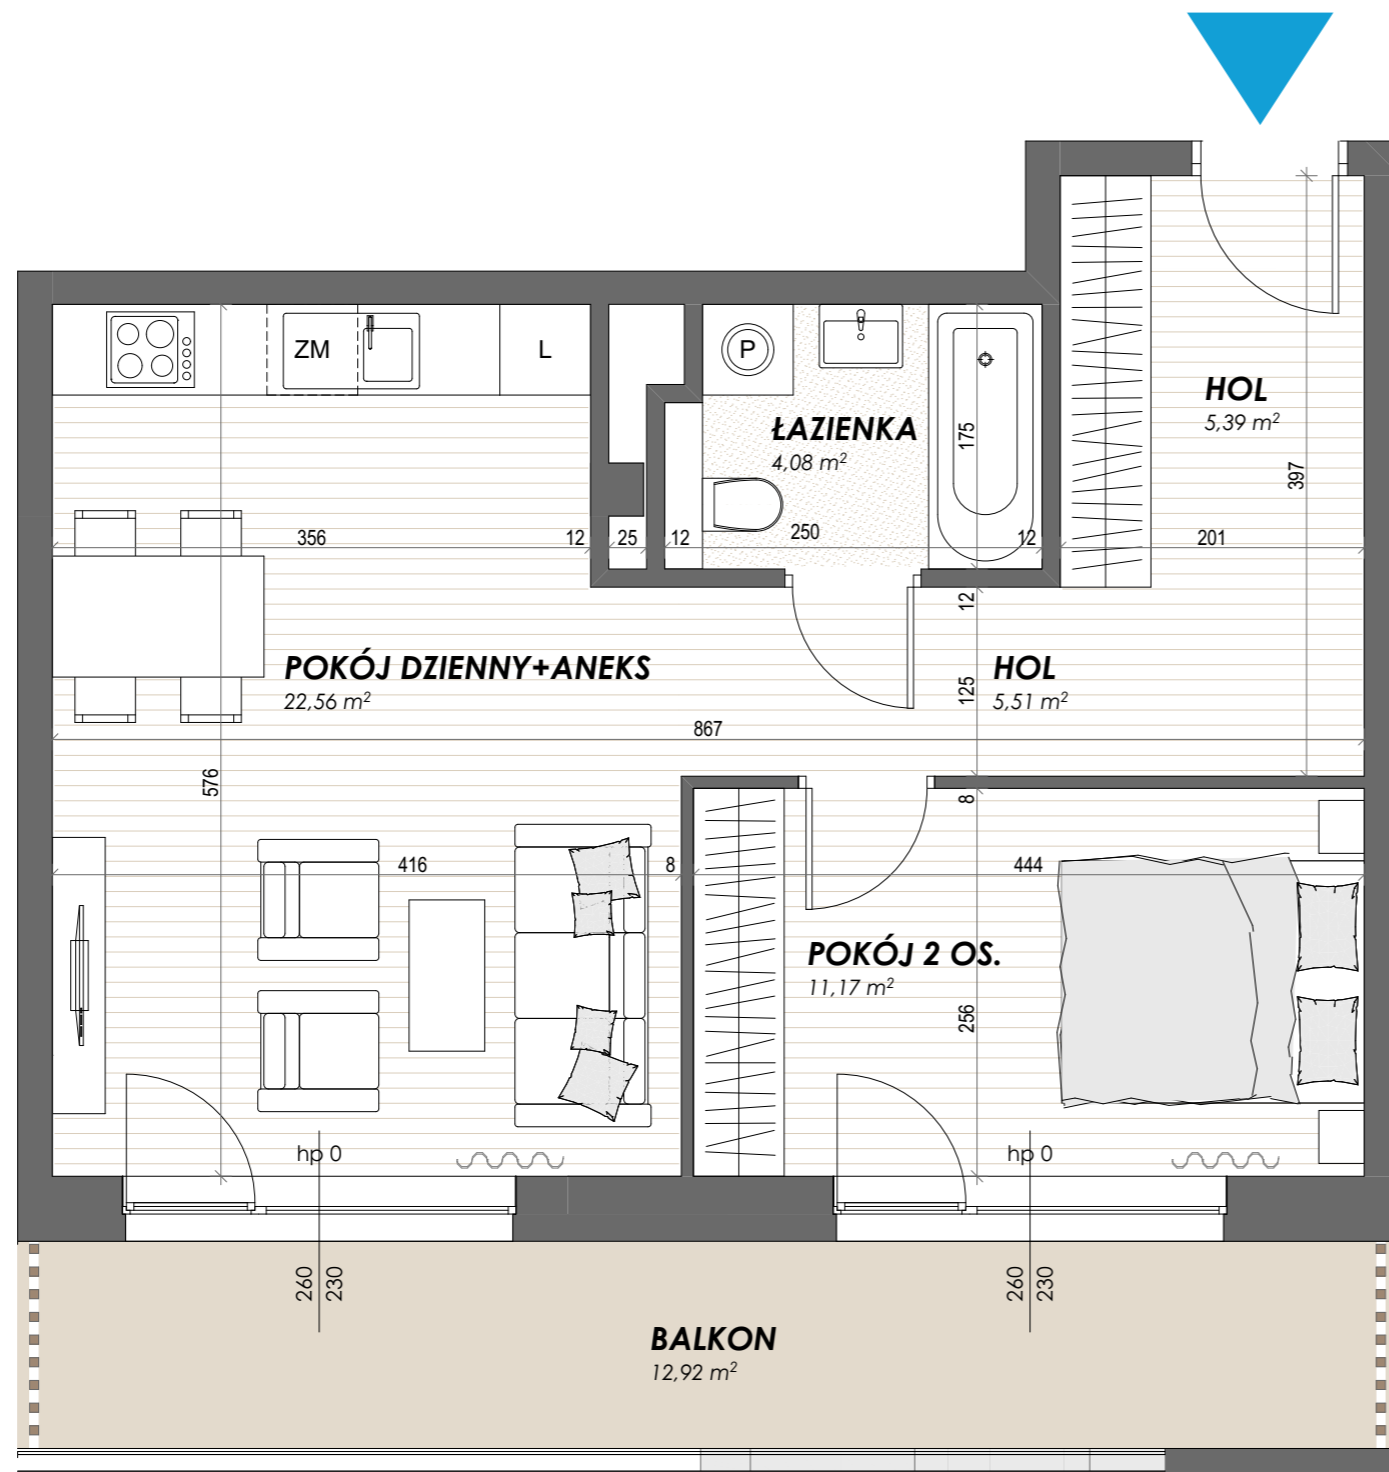 ZM
L
P
HOL
5,39 m²
ŁAZIENKA
4,08 m²
175
397
356
12
25
12
250
12
201
12
POKÓJ DZIENNY+ANEKS
22,56 m²
HOL
5,51 m²
125
867
576
8
416
8
444
POKÓJ 2 OS.
11,17 m²
256
hp 0
hp 0
260
230
260
230
BALKON
12,92 m²